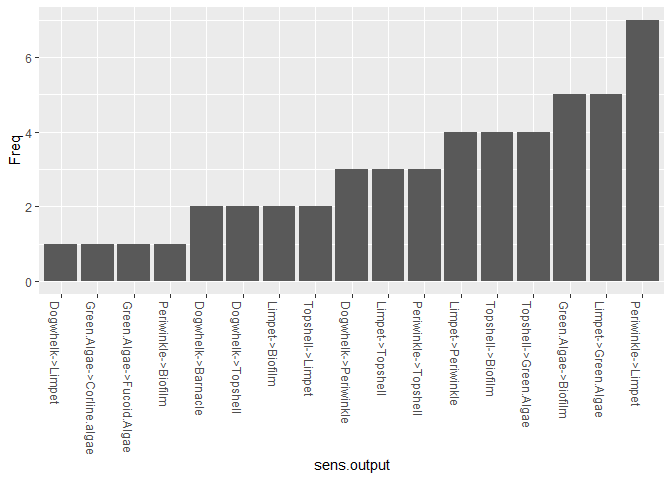 Freq
6
4
2
0
Dogwhelk->Limpet
Green.Algae->Corline.algae
Green.Algae->Fucoid.Algae
Periwinkle->Biofilm
Dogwhelk->Barnacle
Dogwhelk->Topshell
Limpet->Biofilm
Topshell->Limpet
Dogwhelk->Periwinkle
Limpet->Topshell
Periwinkle->Topshell
Limpet->Periwinkle
Topshell->Biofilm
Topshell->Green.Algae
Green.Algae->Biofilm
Limpet->Green.Algae
Periwinkle->Limpet
sens.output